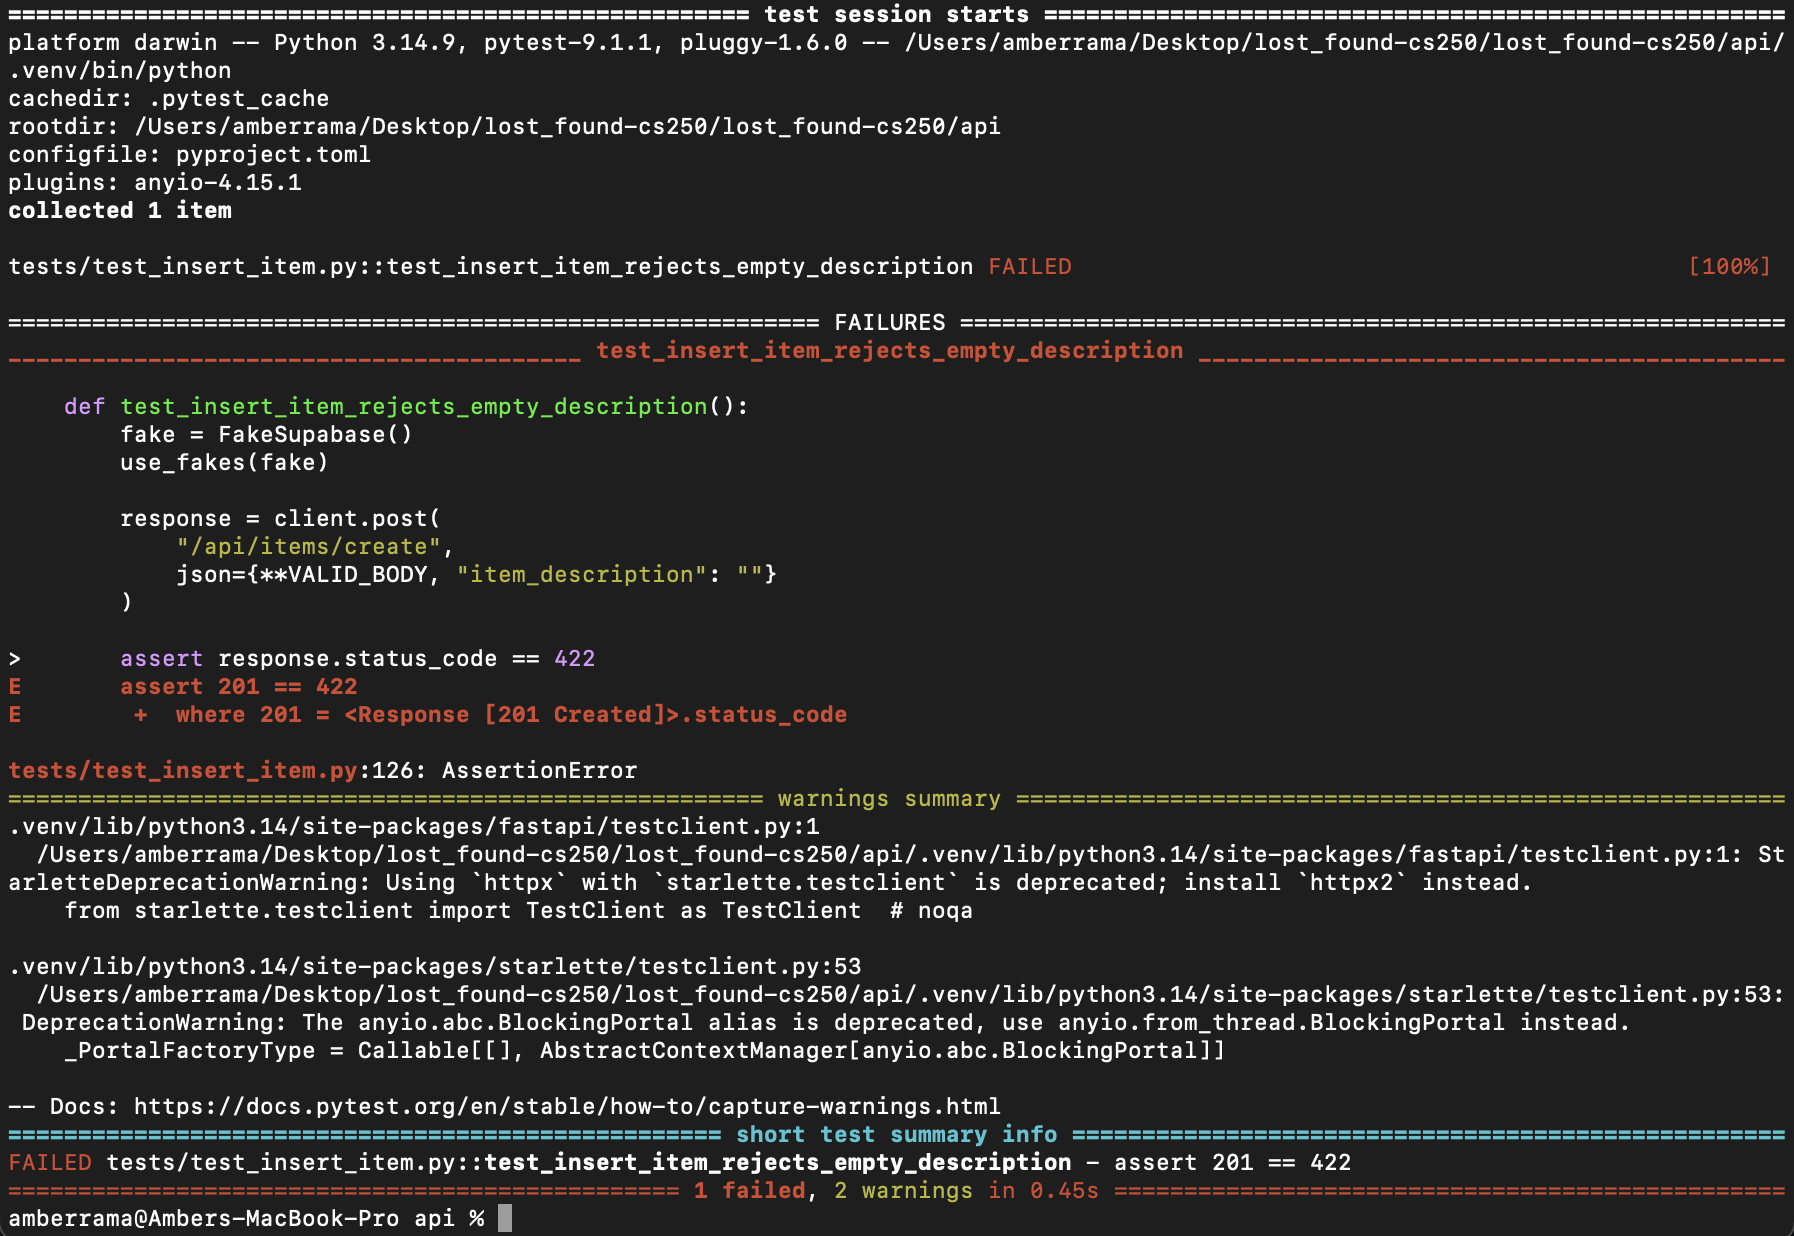 ===================================================== test session starts =====================================================
platform darwin -- Python 3.14.9, pytest-9.1.1, pluggy-1.6.0 -- /Users/amberrama/Desktop/lost_found-cs250/lost_found-cs250/api/
.venv/bin/python
cachedir: .pytest_cache
rootdir: /Users/amberrama/Desktop/lost_found-cs250/lost_found-cs250/api
configfile: pyproject.toml
plugins: anyio-4.15.1
collected 1 item

tests/test_insert_item.py::test_insert_item_rejects_empty_description FAILED                                            [100%]

========================================================== FAILURES ===========================================================
_________________________________________ test_insert_item_rejects_empty_description __________________________________________

    def test_insert_item_rejects_empty_description():
        fake = FakeSupabase()
        use_fakes(fake)

        response = client.post(
            "/api/items/create",
            json={**VALID_BODY, "item_description": ""}
        )

>       assert response.status_code == 422
E       assert 201 == 422
E        +  where 201 = <Response [201 Created]>.status_code

tests/test_insert_item.py:126: AssertionError
====================================================== warnings summary =======================================================
.venv/lib/python3.14/site-packages/fastapi/testclient.py:1
  /Users/amberrama/Desktop/lost_found-cs250/lost_found-cs250/api/.venv/lib/python3.14/site-packages/fastapi/testclient.py:1: St
arletteDeprecationWarning: Using `httpx` with `starlette.testclient` is deprecated; install `httpx2` instead.
    from starlette.testclient import TestClient as TestClient  # noqa

.venv/lib/python3.14/site-packages/starlette/testclient.py:53
  /Users/amberrama/Desktop/lost_found-cs250/lost_found-cs250/api/.venv/lib/python3.14/site-packages/starlette/testclient.py:53:
 DeprecationWarning: The anyio.abc.BlockingPortal alias is deprecated, use anyio.from_thread.BlockingPortal instead.
    _PortalFactoryType = Callable[[], AbstractContextManager[anyio.abc.BlockingPortal]]

-- Docs: https://docs.pytest.org/en/stable/how-to/capture-warnings.html
=================================================== short test summary info ===================================================
FAILED tests/test_insert_item.py::test_insert_item_rejects_empty_description - assert 201 == 422
================================================ 1 failed, 2 warnings in 0.45s ================================================
amberrama@Ambers-MacBook-Pro api %